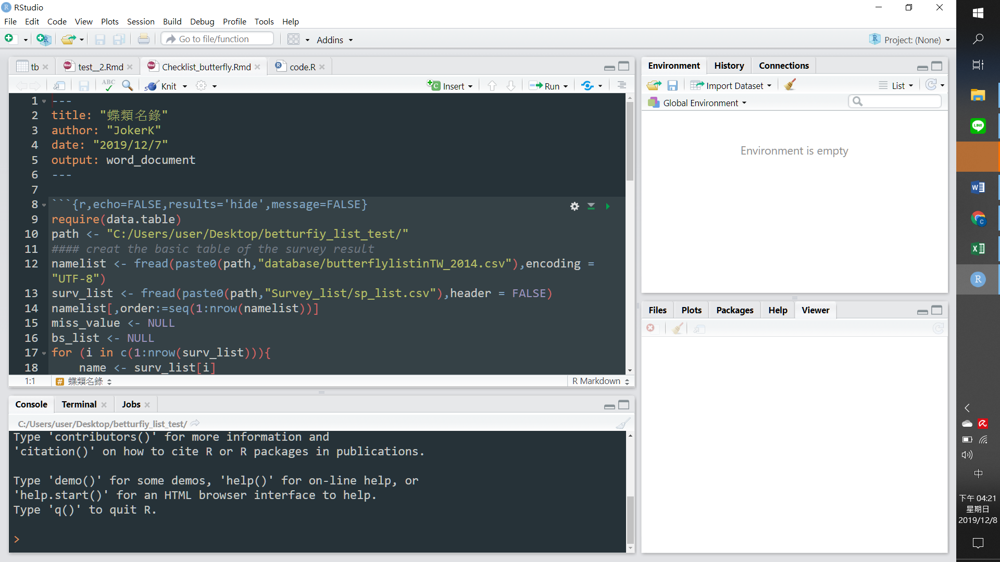 RStudio
File Edit Code View Plots Session Build Debug Profile Tools Help
Go to file/function
Addins
Project: (None)
tb
test__2.Rmd
Checklist_butterfly.Rmd
code.R
ABC
Knit
Insert
Run
1 ---
2 title: "蝶類名錄"
3 author: "JokerK"
4 date: "2019/12/7"
5 output: word_document
6 ---
7
8 ```{r,echo=FALSE,results='hide',message=FALSE}
9 require(data.table)
10 path <- "C:/Users/user/Desktop/betturfiy_list_test/"
11 #### creat the basic table of the survey result
12 namelist <- fread(paste0(path,"database/butterflylistinTW_2014.csv"),encoding =
"UTF-8")
13 surv_list <- fread(paste0(path,"Survey_list/sp_list.csv"),header = FALSE)
14 namelist[,order:=seq(1:nrow(namelist))]
15 miss_value <- NULL
16 bs_list <- NULL
17 for (i in c(1:nrow(surv_list))){
18     name <- surv_list[i]
1:1
# 蝶類名錄
R Markdown
Console Terminal Jobs
C:/Users/user/Desktop/betturfiy_list_test/
Type 'contributors()' for more information and
'citation()' on how to cite R or R packages in publications.
Type 'demo()' for some demos, 'help()' for on-line help, or
'help.start()' for an HTML browser interface to help.
Type 'q()' to quit R.
>
Environment History Connections
Import Dataset
List
Global Environment
Environment is empty
Files Plots Packages Help Viewer
LINE
中
下午 04:21
星期日
2019/12/8